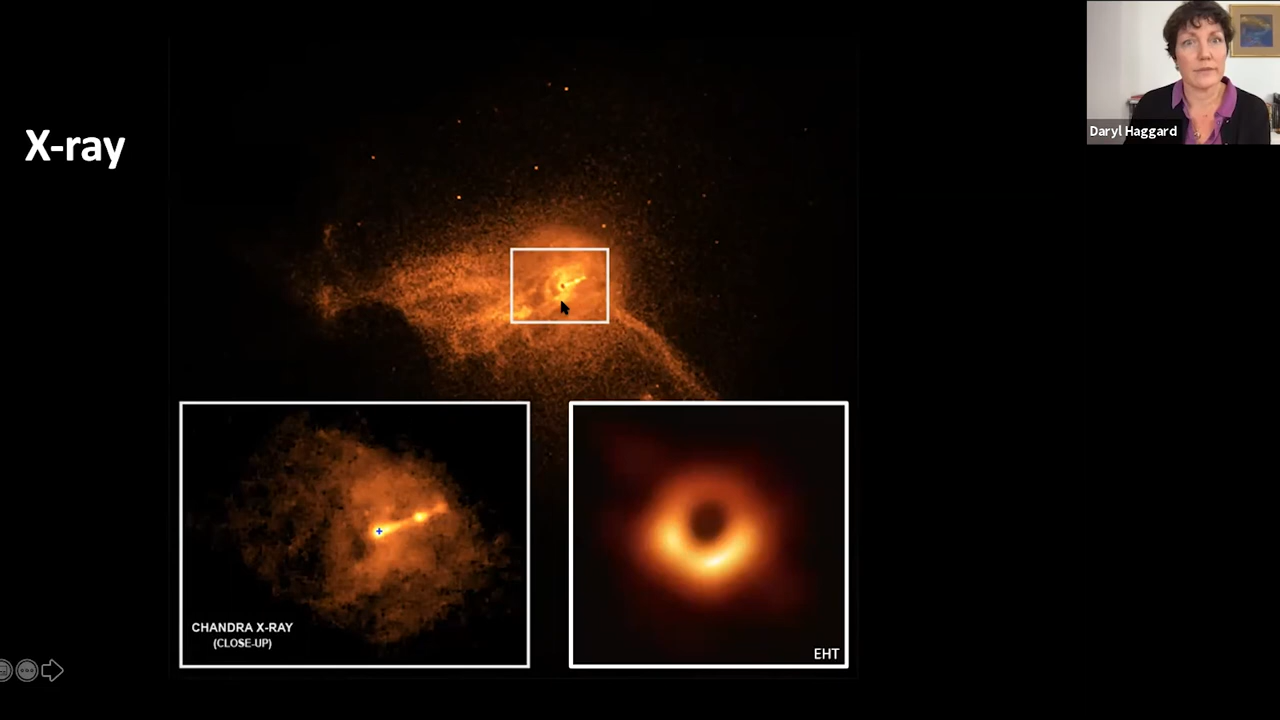 X-ray
Daryl Haggard
CHANDRA X-RAY
(CLOSE-UP)
EHT